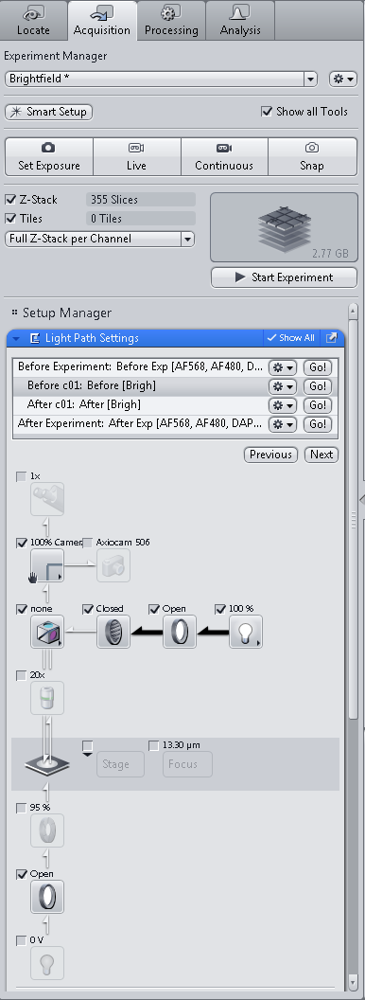 Locate Acquisition Processing Analysis
Experiment Manager
Brightfield *
Smart Setup Show all Tools
Set Exposure Live Continuous Snap
Z-Stack 355 Slices
Tiles 0 Tiles
Full Z-Stack per Channel
2.77 GB
Start Experiment
Setup Manager
Light Path Settings Show All
Before Experiment: Before Exp [AF568, AF480, D... Go!
Before c01: Before [Brigh] Go!
After c01: After [Brigh] Go!
After Experiment: After Exp [AF568, AF480, DAP... Go!
Previous Next
1x
100% Camera Axiocam 506
none Closed Open 100 %
20x
13.30 µm
Stage Focus
95 %
Open
0 V